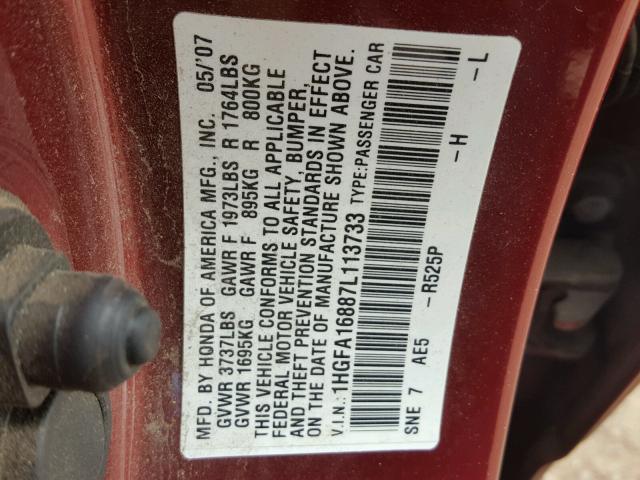 MFD. BY HONDA OF AMERICA MFG., INC. 05/'07
GVWR 3737LBS GAWR F 1973LBS R 1764LBS
GVWR 1695KG GAWR F 895KG R 800KG
THIS VEHICLE CONFORMS TO ALL APPLICABLE
FEDERAL MOTOR VEHICLE SAFETY, BUMPER,
AND THEFT PREVENTION STANDARDS IN EFFECT
ON THE DATE OF MANUFACTURE SHOWN ABOVE.
V.I.N.: 1HGFA16887L113733 TYPE:PASSENGER CAR
SNE 7 AE5 -R525P -H -L